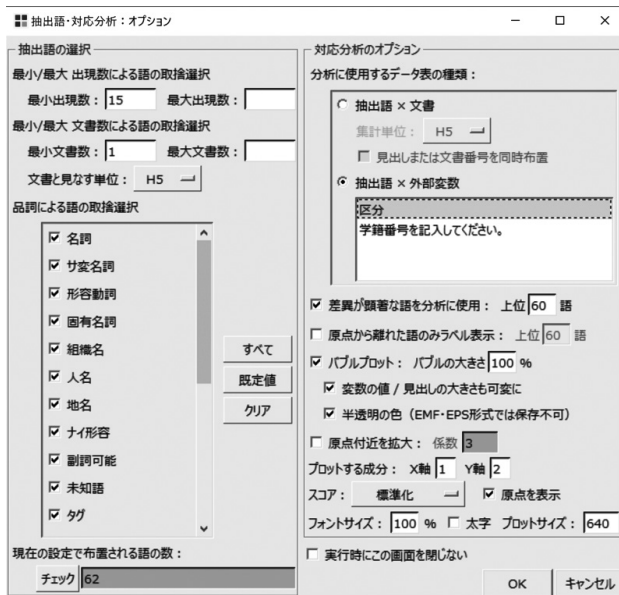 抽出語・対応分析：オプション
抽出語の選択
最小/最大 出現数による語の取捨選択
最小出現数： 15 最大出現数：
最小/最大 文書数による語の取捨選択
最小文書数： 1 最大文書数：
文書と見なす単位： H5
品詞による語の取捨選択
名詞
サ変名詞
形容動詞
固有名詞
組織名
人名
地名
ナイ形容
副詞可能
未知語
タグ
すべて
既定値
クリア
現在の設定で布置される語の数：
チェック 62
対応分析のオプション
分析に使用するデータ表の種類：
抽出語 × 文書
集計単位： H5
見出しまたは文書番号を同時布置
抽出語 × 外部変数
区分
学籍番号を記入してください。
差異が顕著な語を分析に使用： 上位 60 語
原点から離れた語のみラベル表示： 上位 60 語
バブルプロット： バブルの大きさ 100 %
変数の値 / 見出しの大きさも可変に
半透明の色（EMF・EPS形式では保存不可）
原点付近を拡大： 係数 3
プロットする成分： X軸 1 Y軸 2
スコア： 標準化 原点を表示
フォントサイズ： 100 % 太字 プロットサイズ： 640
実行時にこの画面を閉じない
OK キャンセル